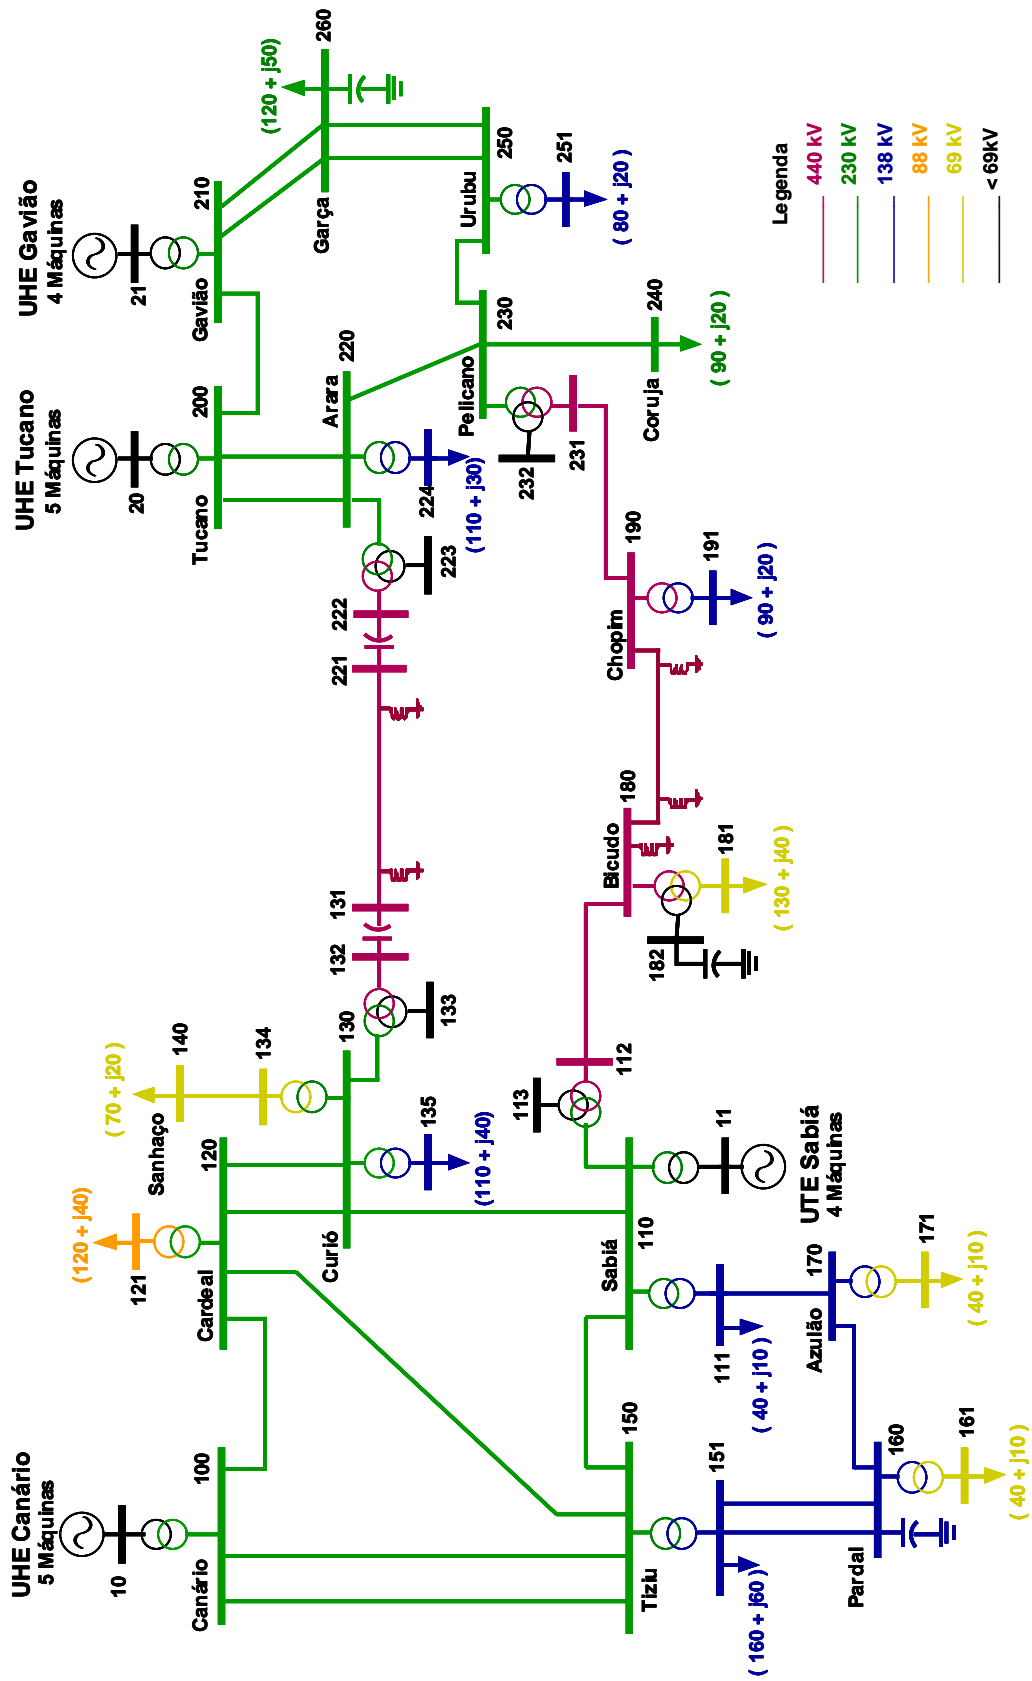 UHE Canário
5 Máquinas
10
Canário
100
(120 + j40)
121
Cardeal
120
Sanhaço
( 70 + j20 )
140
134
Curió
130
135
(110 + j40)
133
132
131
221
222
223
UHE Tucano
5 Máquinas
20
Tucano
200
Arara
220
224
(110 + j30)
UHE Gavião
4 Máquinas
21
Gavião
210
(120 + j50)
Garça
260
Urubu
250
251
( 80 + j20 )
Pelicano
230
232
231
Coruja
240
( 90 + j20 )
Chopim
190
191
( 90 + j20 )
Bicudo
180
182
181
( 130 + j40 )
113
112
Sabiá
110
11
UTE Sabiá
4 Máquinas
111
( 40 + j10 )
Azulão
170
171
( 40 + j10 )
Tiziu
150
151
( 160 + j60 )
Pardal
160
161
( 40 + j10 )
Legenda
440 kV
230 kV
138 kV
88 kV
69 kV
< 69kV